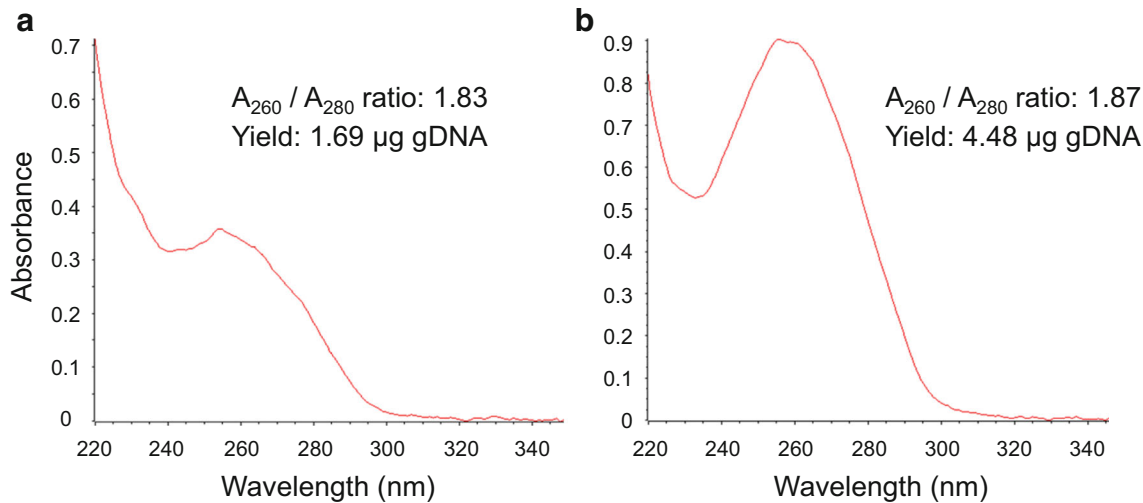 a
0.7
0.6
0.5
0.4
0.3
0.2
0.1
0
Absorbance
A260 / A280 ratio: 1.83
Yield: 1.69 µg gDNA
220 240 260 280 300 320 340
Wavelength (nm)
b
0.9
0.8
0.7
0.6
0.5
0.4
0.3
0.2
0.1
0
A260 / A280 ratio: 1.87
Yield: 4.48 µg gDNA
220 240 260 280 300 320 340
Wavelength (nm)